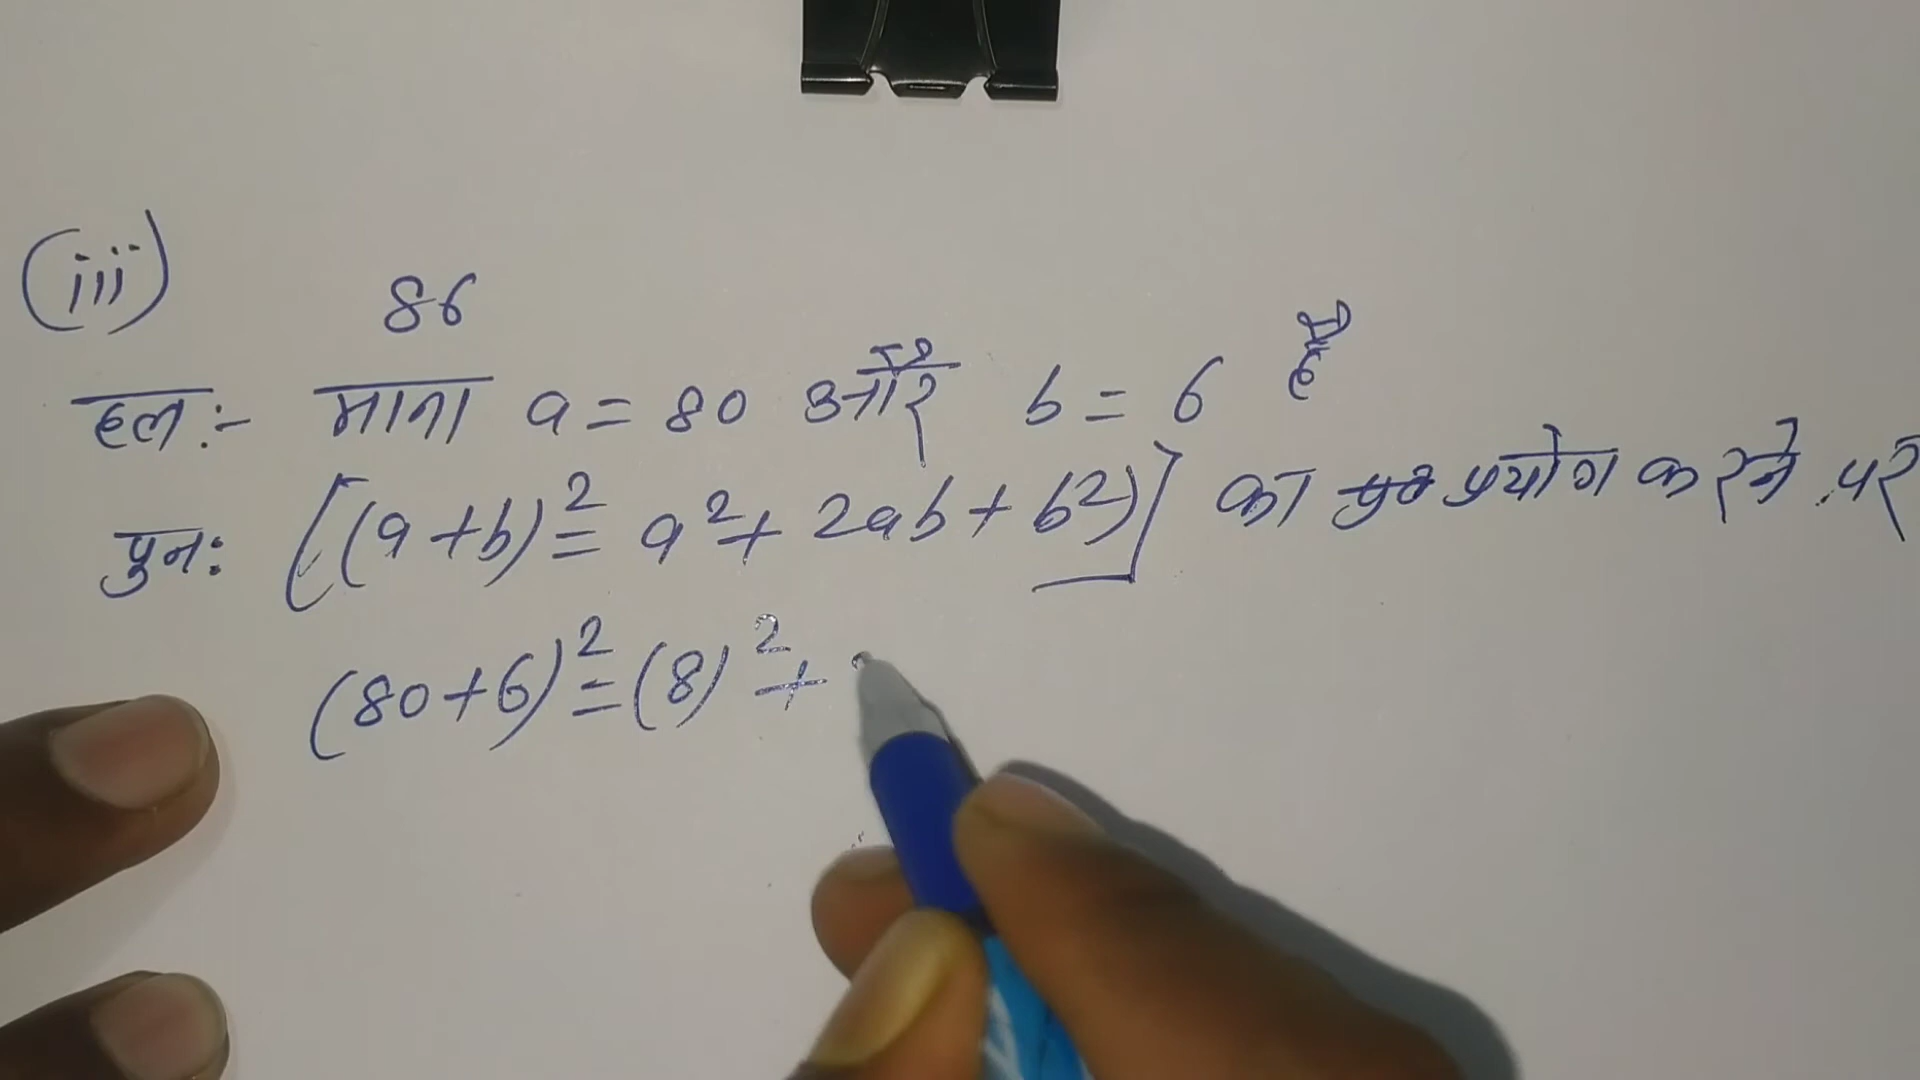 (iii) 86
हल:- माना a = 80 और b = 6 है
पुन: [(a+b)² = a² + 2ab + b²)] का प्रयोग करने पर
(80+6)² = (8)² +